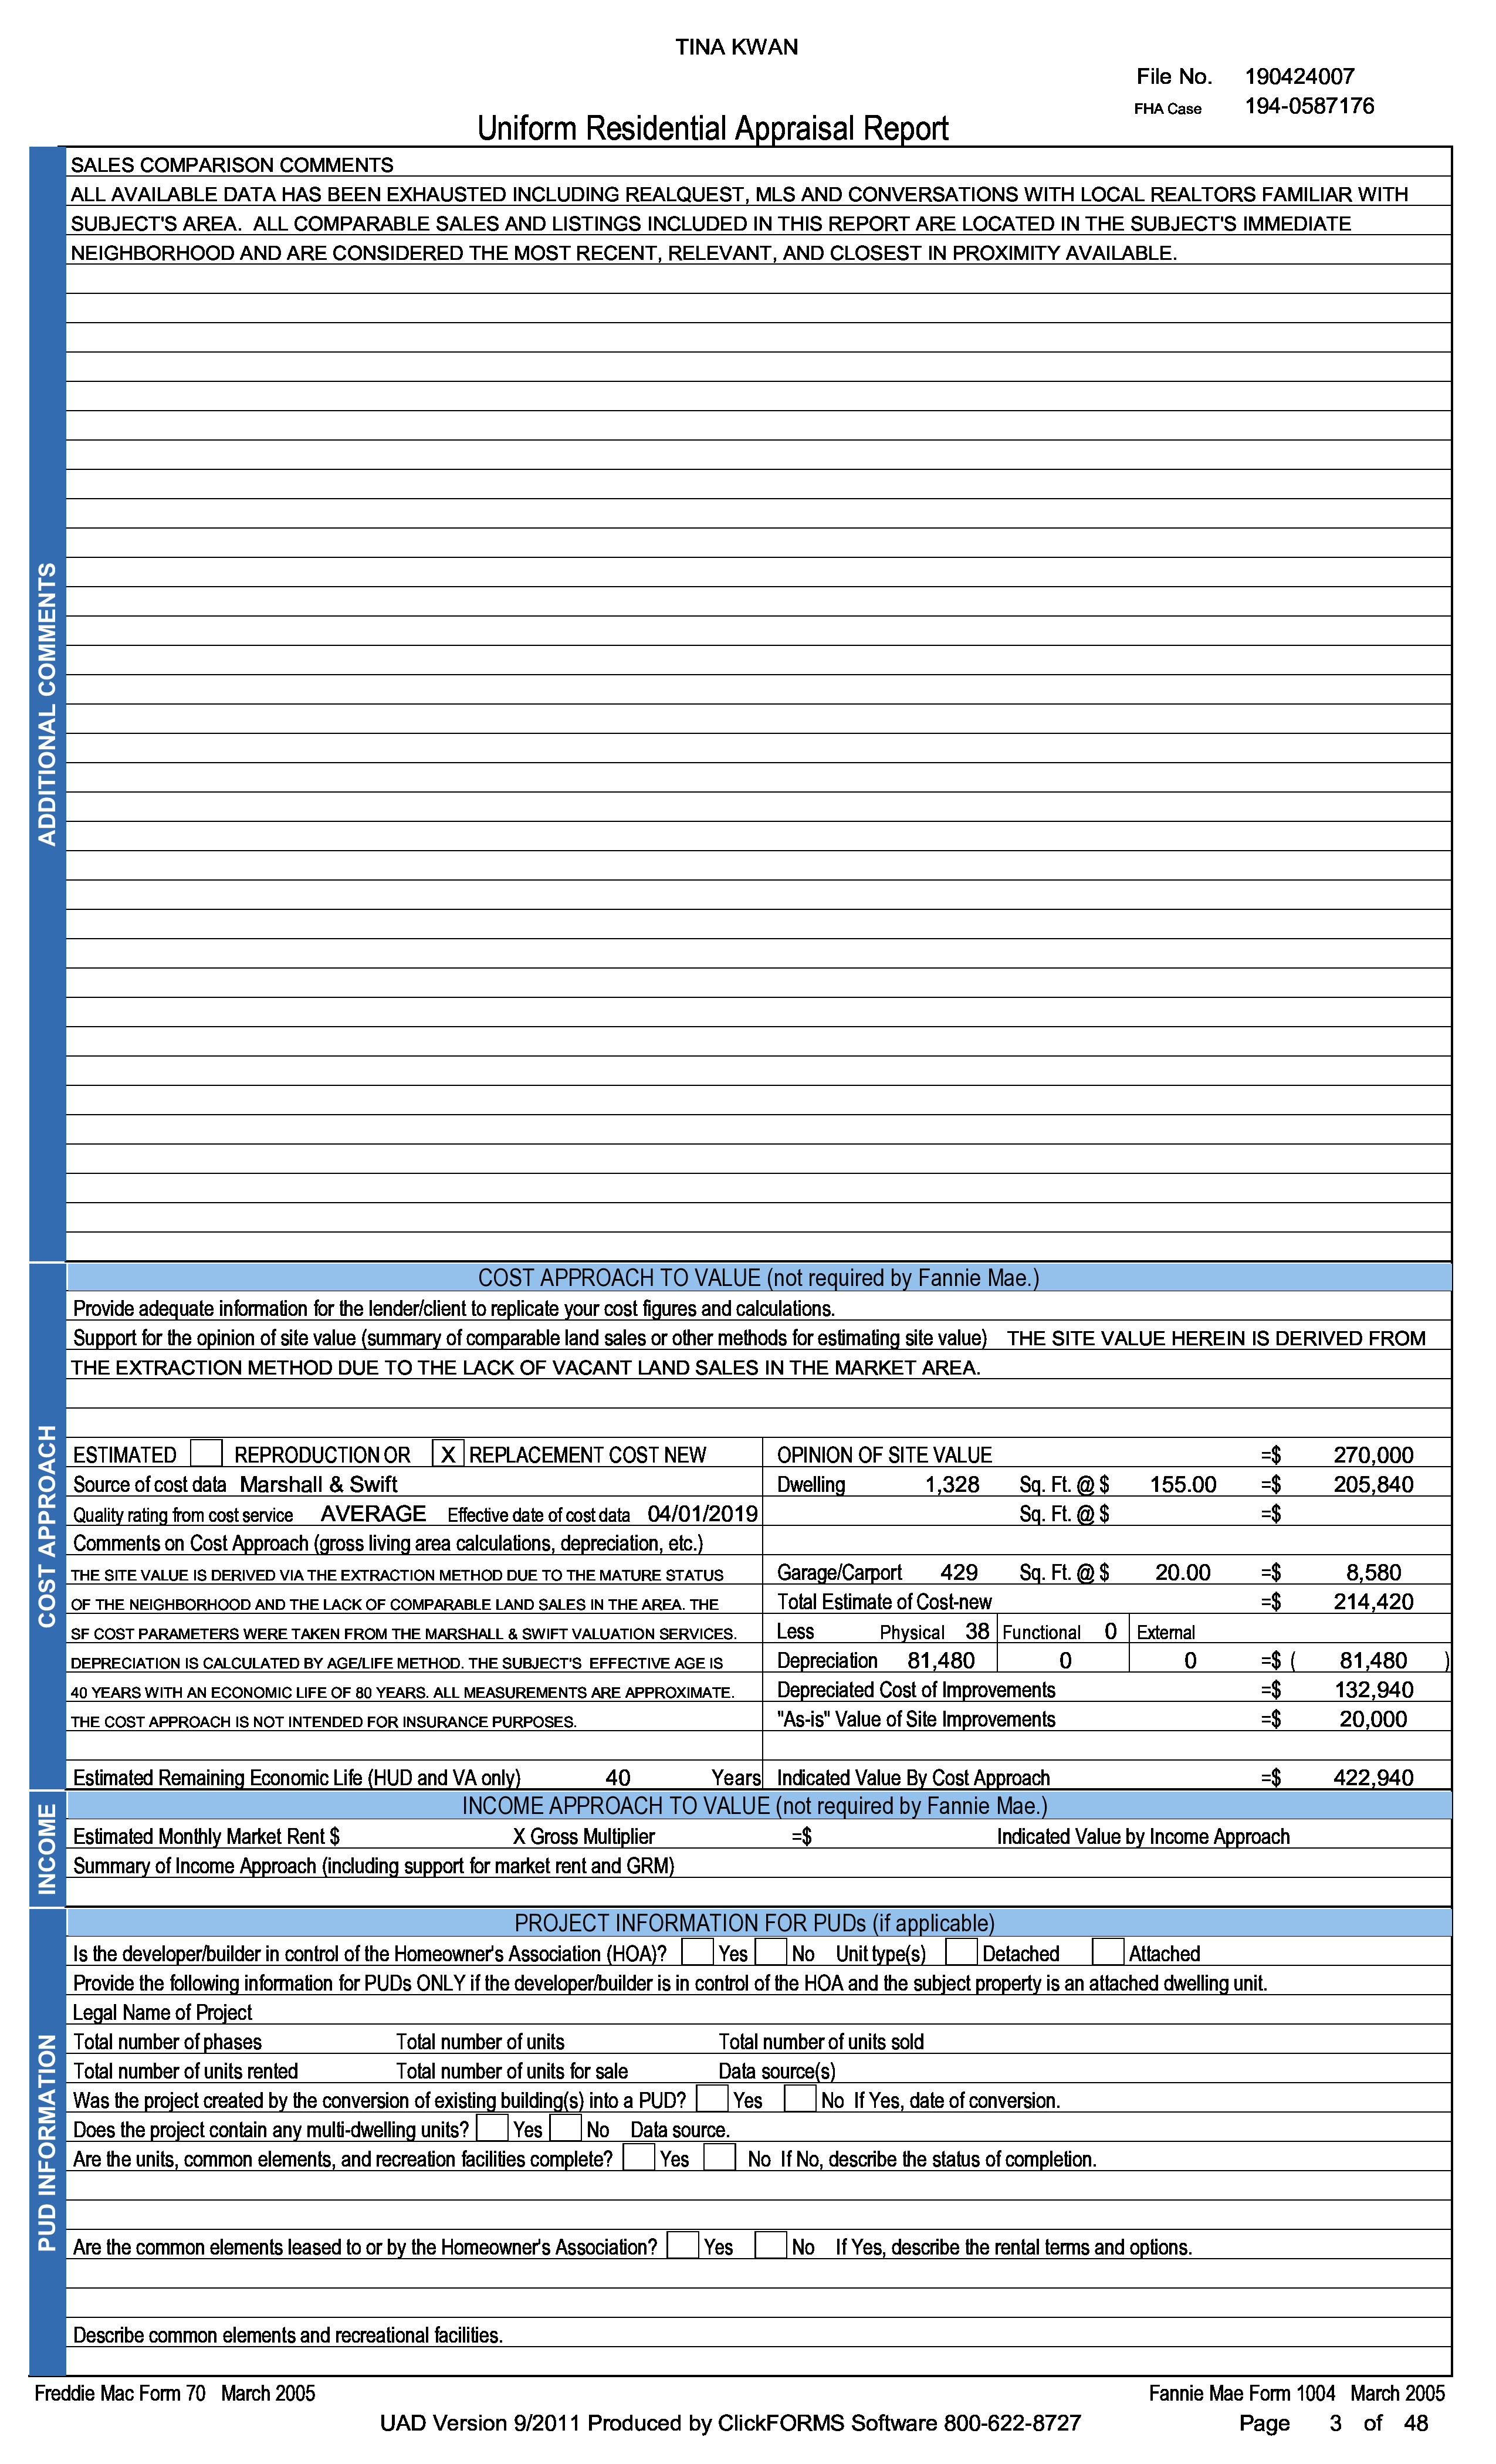 TINA KWAN
File No. 190424007
FHA Case 194-0587176
Uniform Residential Appraisal Report
ADDITIONAL COMMENTS
SALES COMPARISON COMMENTS
ALL AVAILABLE DATA HAS BEEN EXHAUSTED INCLUDING REALQUEST, MLS AND CONVERSATIONS WITH LOCAL REALTORS FAMILIAR WITH
SUBJECT'S AREA. ALL COMPARABLE SALES AND LISTINGS INCLUDED IN THIS REPORT ARE LOCATED IN THE SUBJECT'S IMMEDIATE
NEIGHBORHOOD AND ARE CONSIDERED THE MOST RECENT, RELEVANT, AND CLOSEST IN PROXIMITY AVAILABLE.
COST APPROACH
COST APPROACH TO VALUE (not required by Fannie Mae.)
Provide adequate information for the lender/client to replicate your cost figures and calculations.
Support for the opinion of site value (summary of comparable land sales or other methods for estimating site value) THE SITE VALUE HEREIN IS DERIVED FROM
THE EXTRACTION METHOD DUE TO THE LACK OF VACANT LAND SALES IN THE MARKET AREA.
ESTIMATED REPRODUCTION OR X REPLACEMENT COST NEW
Source of cost data Marshall & Swift
Quality rating from cost service AVERAGE Effective date of cost data 04/01/2019
Comments on Cost Approach (gross living area calculations, depreciation, etc.)
THE SITE VALUE IS DERIVED VIA THE EXTRACTION METHOD DUE TO THE MATURE STATUS
OF THE NEIGHBORHOOD AND THE LACK OF COMPARABLE LAND SALES IN THE AREA. THE
SF COST PARAMETERS WERE TAKEN FROM THE MARSHALL & SWIFT VALUATION SERVICES.
DEPRECIATION IS CALCULATED BY AGE/LIFE METHOD. THE SUBJECT'S EFFECTIVE AGE IS
40 YEARS WITH AN ECONOMIC LIFE OF 80 YEARS. ALL MEASUREMENTS ARE APPROXIMATE.
THE COST APPROACH IS NOT INTENDED FOR INSURANCE PURPOSES.
Estimated Remaining Economic Life (HUD and VA only) 40 Years
OPINION OF SITE VALUE =$ 270,000
Dwelling 1,328 Sq. Ft. @ $ 155.00 =$ 205,840
Sq. Ft. @ $ =$
Garage/Carport 429 Sq. Ft. @ $ 20.00 =$ 8,580
Total Estimate of Cost-new =$ 214,420
Less Physical 38 Functional 0 External
Depreciation 81,480 0 0 =$ ( 81,480 )
Depreciated Cost of Improvements =$ 132,940
"As-is" Value of Site Improvements =$ 20,000
Indicated Value By Cost Approach =$ 422,940
INCOME
INCOME APPROACH TO VALUE (not required by Fannie Mae.)
Estimated Monthly Market Rent $ X Gross Multiplier =$ Indicated Value by Income Approach
Summary of Income Approach (including support for market rent and GRM)
PUD INFORMATION
PROJECT INFORMATION FOR PUDs (if applicable)
Is the developer/builder in control of the Homeowner's Association (HOA)? Yes No Unit type(s) Detached Attached
Provide the following information for PUDs ONLY if the developer/builder is in control of the HOA and the subject property is an attached dwelling unit.
Legal Name of Project
Total number of phases Total number of units Total number of units sold
Total number of units rented Total number of units for sale Data source(s)
Was the project created by the conversion of existing building(s) into a PUD? Yes No If Yes, date of conversion.
Does the project contain any multi-dwelling units? Yes No Data source.
Are the units, common elements, and recreation facilities complete? Yes No If No, describe the status of completion.
Are the common elements leased to or by the Homeowner's Association? Yes No If Yes, describe the rental terms and options.
Describe common elements and recreational facilities.
Freddie Mac Form 70 March 2005
Fannie Mae Form 1004 March 2005
UAD Version 9/2011 Produced by ClickFORMS Software 800-622-8727
Page 3 of 48